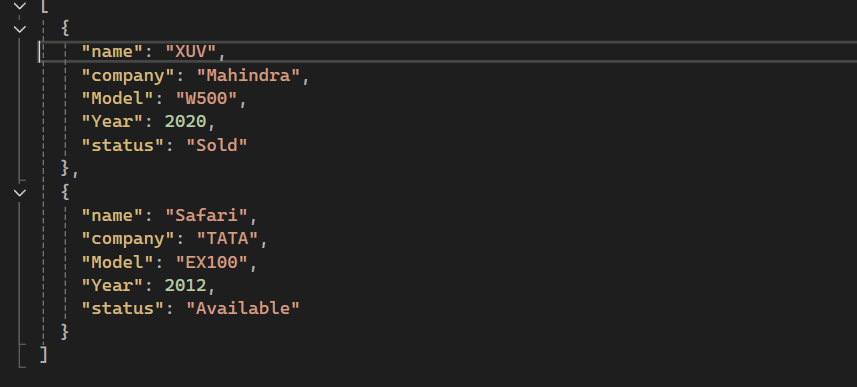 [
{
"name": "XUV",
"company": "Mahindra",
"Model": "W500",
"Year": 2020,
"status": "Sold"
},
{
"name": "Safari",
"company": "TATA",
"Model": "EX100",
"Year": 2012,
"status": "Available"
}
]